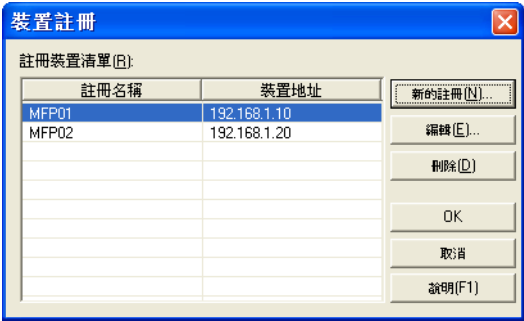 裝置註冊
註冊裝置清單(R):
註冊名稱 裝置地址
MFP01 192.168.1.10
MFP02 192.168.1.20
新的註冊(N)...
編輯(E)...
刪除(D)
OK
取消
說明(F1)